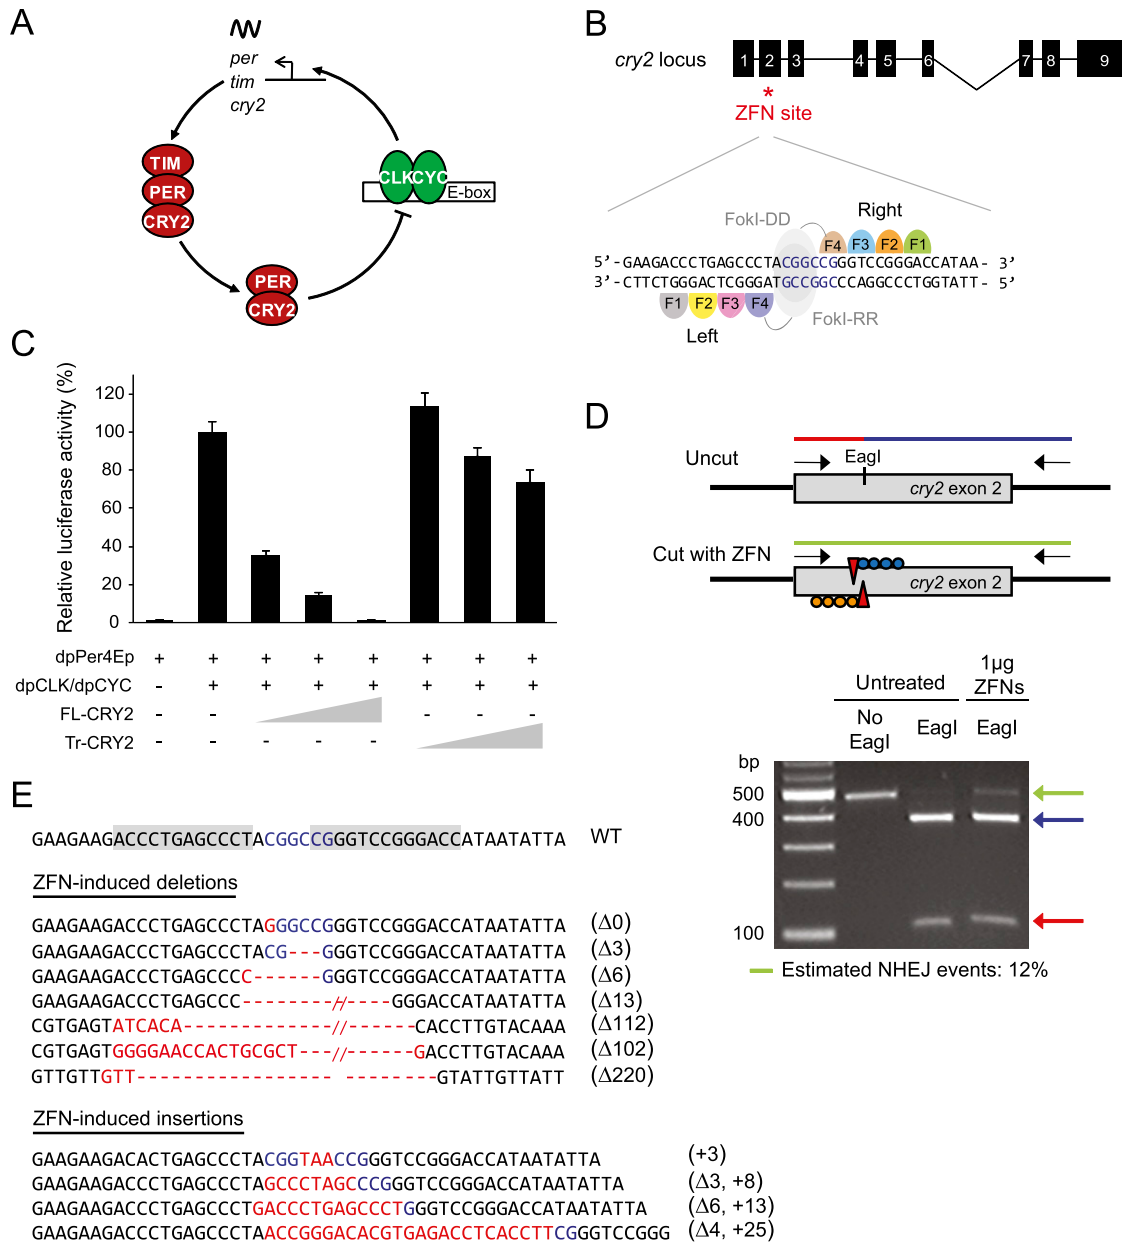 A
per
tim
cry2
TIM
PER
CRY2
PER
CRY2
CLK CYC
E-box
B
cry2 locus
1 2 3 4 5 6 7 8 9
*
ZFN site
FokI-DD
Right
F4 F3 F2 F1
5’-GAAGACCCTGAGCCCTACGGCCGGGTCCGGGACCATAA- 3’
3’-CTTCTGGGACTCGGGATGCCGGCCCAGGCCCTGGTATT- 5’
F1 F2 F3 F4
FokI-RR
Left
C
Relative luciferase activity (%)
120
100
80
60
40
20
0
dpPer4Ep + + + + + + + +
dpCLK/dpCYC - + + + + + + +
FL-CRY2 - - - - -
Tr-CRY2 - - - - -
D
Uncut
EagI
cry2 exon 2
Cut with ZFN
cry2 exon 2
Untreated
1µg ZFNs
No EagI
EagI
EagI
bp
500
400
100
Estimated NHEJ events: 12%
E
GAAGAAGACCCTGAGCCCTACGGCCGGGTCCGGGACCATAATATTA WT
ZFN-induced deletions
GAAGAAGACCCTGAGCCCTAGGGCCGGGTCCGGGACCATAATATTA (Δ0)
GAAGAAGACCCTGAGCCCTACG---GGGTCCGGGACCATAATATTA (Δ3)
GAAGAAGACCCTGAGCCCC------GGGTCCGGGACCATAATATTA (Δ6)
GAAGAAGACCCTGAGCCC--------//----GGGACCATAATATTA (Δ13)
CGTGAGTATCACA-------------//------CACCTTGTACAAA (Δ112)
CGTGAGTGGGGAACCACTGCGCT---//------GACCTTGTACAAA (Δ102)
GTTGTTGTT----------------- ---------GTATTGTTATT (Δ220)
ZFN-induced insertions
GAAGAAGACACTGAGCCCTACGGTAACCGGGTCCGGGACCATAATATTA (+3)
GAAGAAGACCCTGAGCCCTAGCCCTAGCCCGGGTCCGGGACCATAATATTA (Δ3, +8)
GAAGAAGACCCTGAGCCCTGACCCTGAGCCCTGGGTCCGGGACCATAATATTA (Δ6, +13)
GAAGAAGACCCTGAGCCCTAACCGGGACACGTGAGACCTCACCTTCGGGTCCGGG (Δ4, +25)